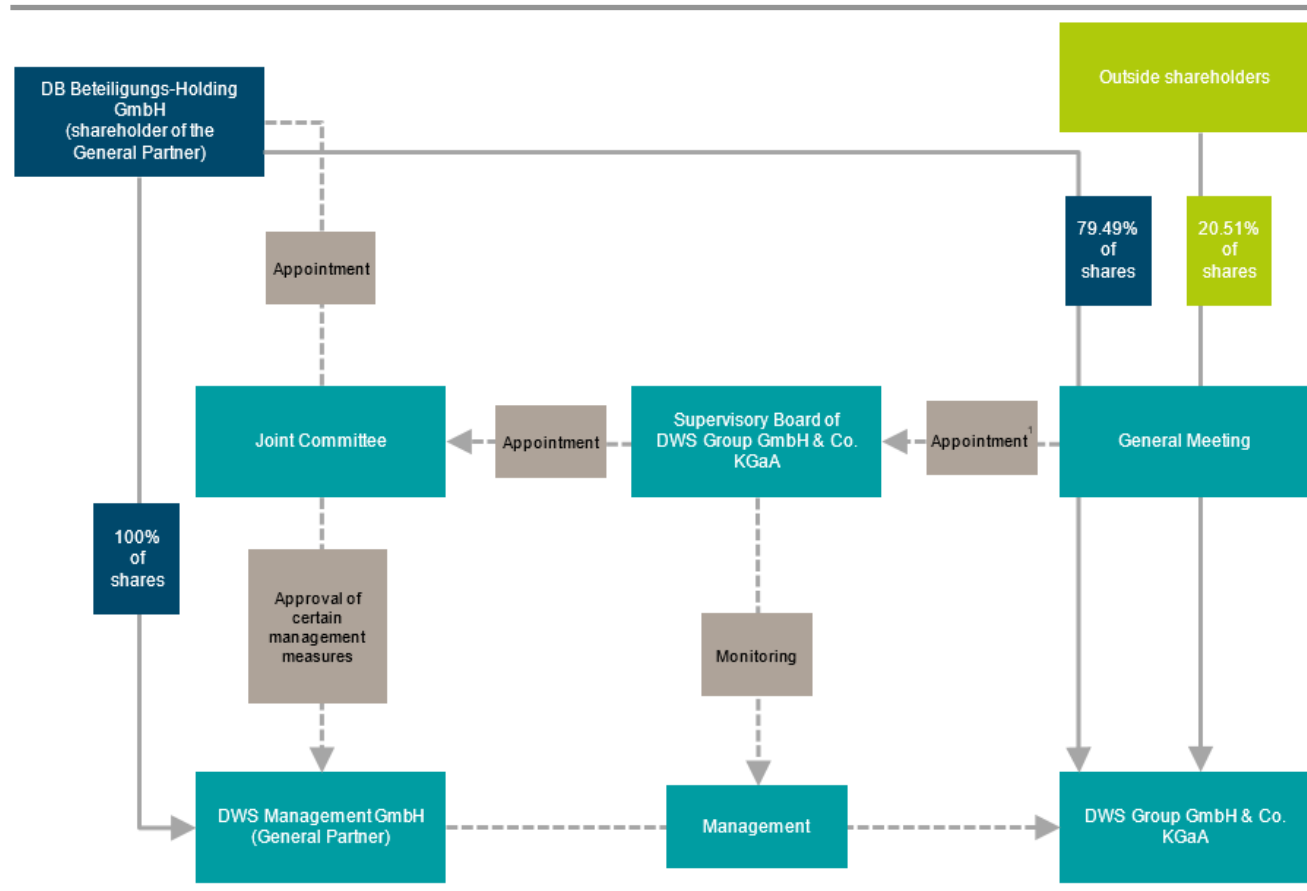 DB Beteiligungs-Holding
GmbH
(shareholder of the
General Partner)
Outside shareholders
79.49%
of
shares
20.51%
of
shares
Appointment
Joint Committee
Appointment
Supervisory Board of
DWS Group GmbH & Co.
KGaA
Appointment¹
General Meeting
100%
of
shares
Approval of
certain
management
measures
Monitoring
DWS Management GmbH
(General Partner)
Management
DWS Group GmbH & Co.
KGaA